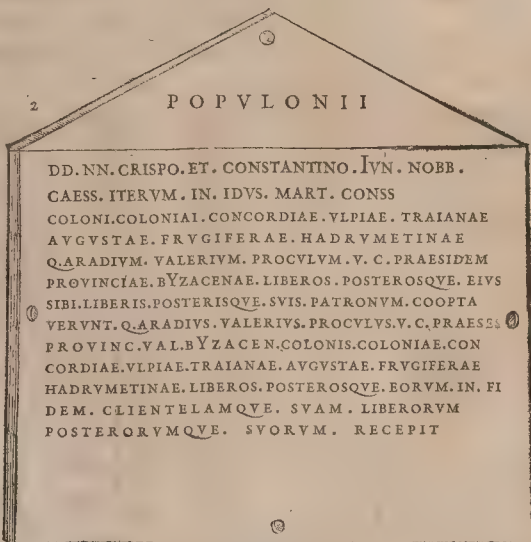 2
POPVLONII
DD. NN. CRISPO. ET. CONSTANTINO. IVN. NOBB.
CAESS. ITERVM. IN. IDVS. MART. CONSS
COLONI.COLONIAI.CONCORDIAE.VLPIAE.TRAIANAE
AVGVSTAE.FRVGIFERAE.HADRVMETINAE
Q.ARADIVM. VALERIVM. PROCVLVM. V. C. PRAESIDEM
PROVINCIAE. BYZACENAE. LIBEROS. POSTEROSQVE. EIVS
SIBI.LIBERIS.POSTERISQVE. SVIS. PATRONVM. COOPTA
VERVNT. Q.ARADIVS. VALERIVS. PROCVLVS. V. C. PRAESES
PROVINC.VAL.BYZACEN.COLONIS.COLONIAE.CON
CORDIAE.VLPIAE.TRAIANAE. AVGVSTAE. FRVGIFERAE
HADRVMETINAE. LIBEROS. POSTEROSQVE. EORVM. IN. FI
DEM. CLIENTELAMQVE. SVAM. LIBERORVM
POSTERORVMQVE. SVORVM. RECEPIT